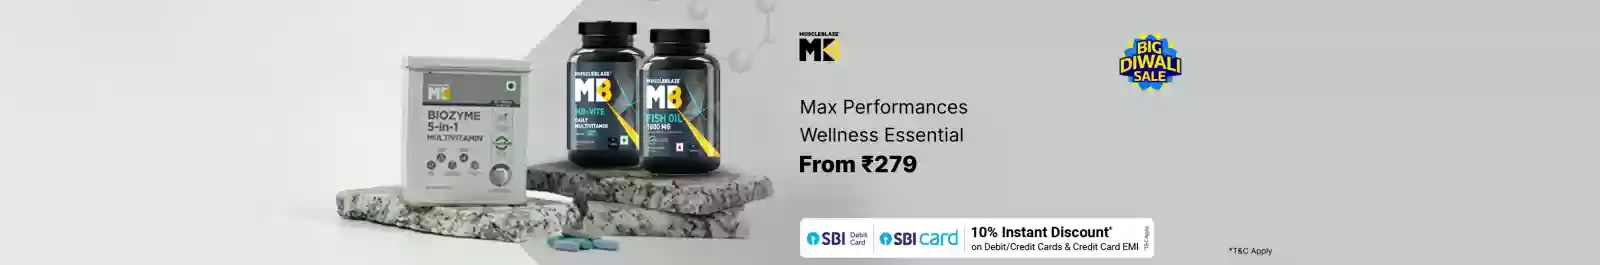 MUSCLEBLAZE
MB
BIOZYME
5-in-1
MULTIVITAMIN
MUSCLEBLAZE
MB
MB-VITE
DAILY
MULTIVITAMIN
MUSCLEBLAZE
MB
FISH OIL
1000 MG
MUSCLEBLAZE
MB
BIG
DIWALI
SALE
Max Performances
Wellness Essential
From ₹279
SBI Debit Card
SBI card
10% Instant Discount*
on Debit/Credit Cards & Credit Card EMI
*T&C Apply
*T&C Apply